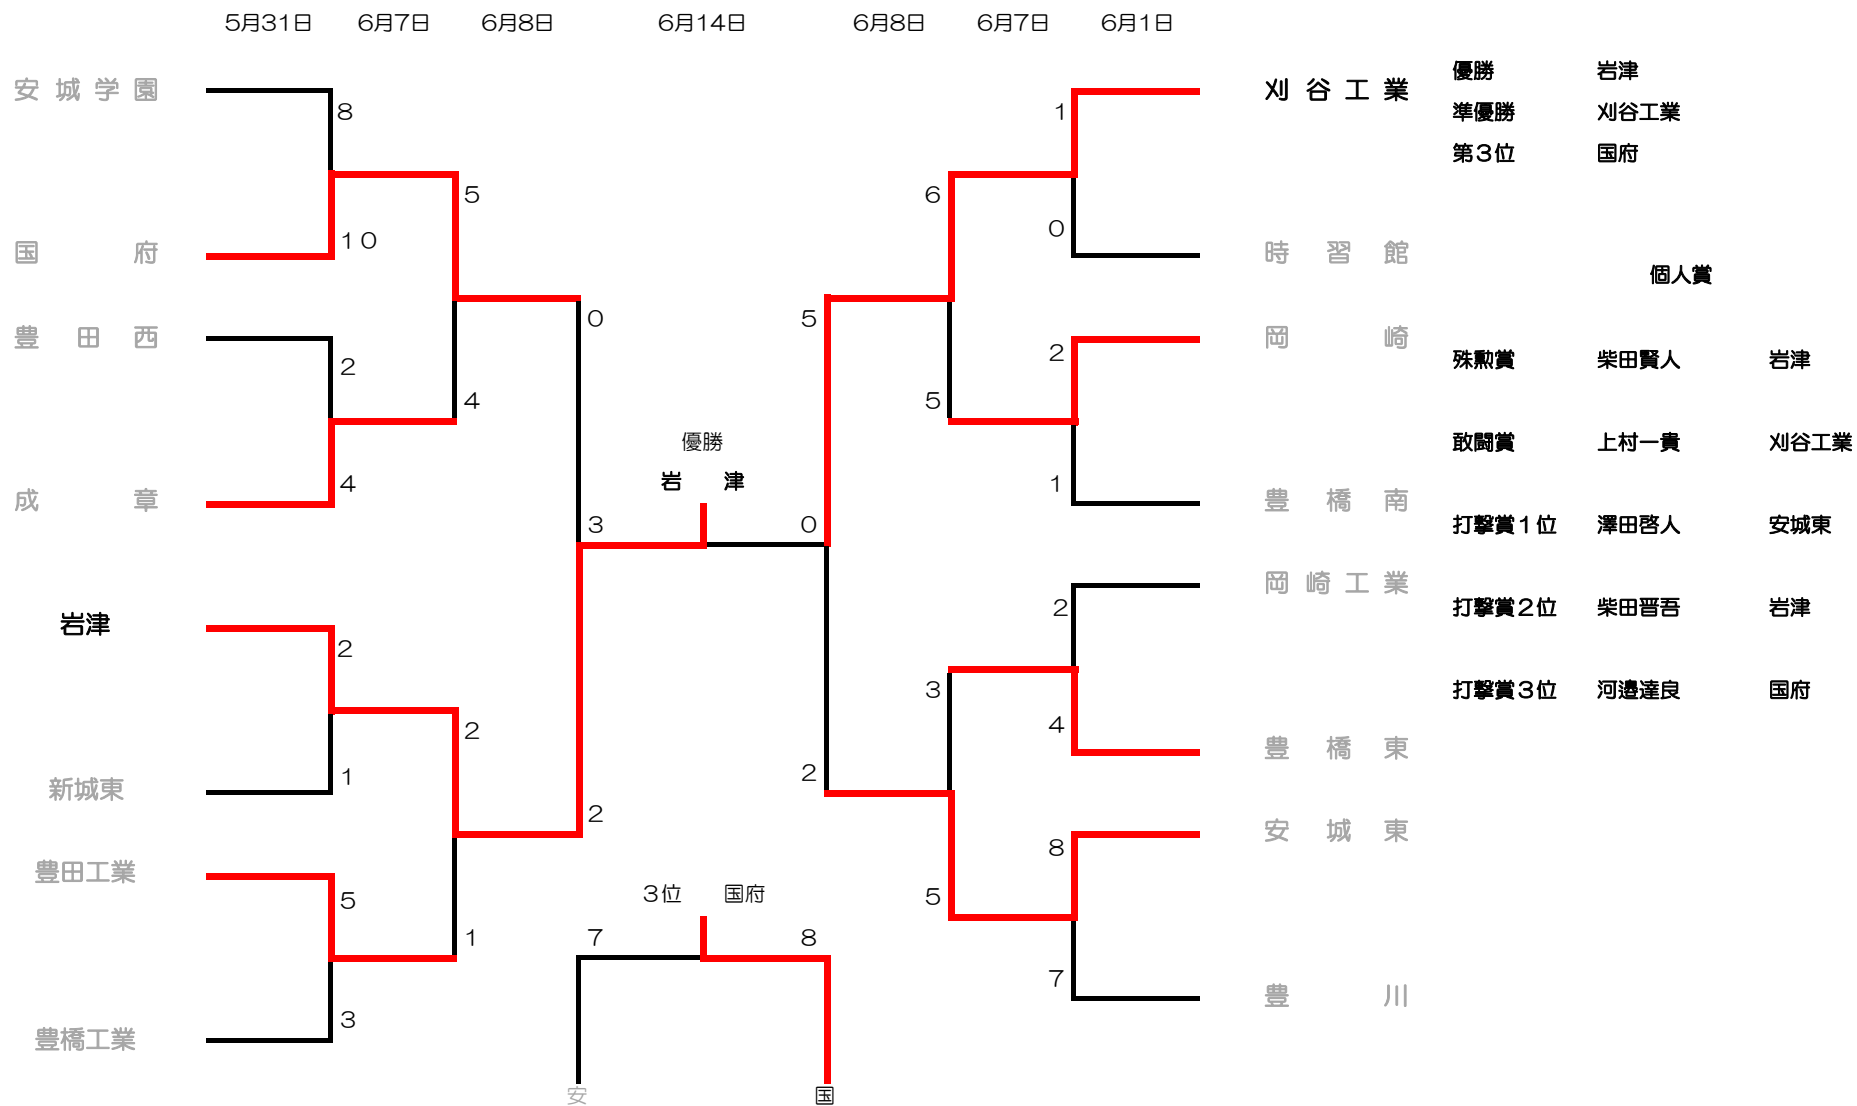 5月31日 6月7日 6月8日 6月14日 6月8日 6月7日 6月1日
優勝 岩津
安城学園 8 1 刈谷工業
準優勝 刈谷工業
第3位 国府
5 6
国府 10 0 時習館
個人賞
0 5
豊田西 2 2 岡崎
殊勲賞 柴田賢人 岩津
4 5
優勝
敢闘賞 上村一貴 刈谷工業
岩津
成章 4 1 豊橋南
3 0
打撃賞1位 澤田啓人 安城東
岡崎工業
2
打撃賞2位 柴田晋吾 岩津
岩津 2
3
打撃賞3位 河邉達良 国府
2 4
豊橋東
新城東 1 2
2
安城東
8
豊田工業 5 5
3位 国府
1 7 8
7
豊川
豊橋工業 3
安 国